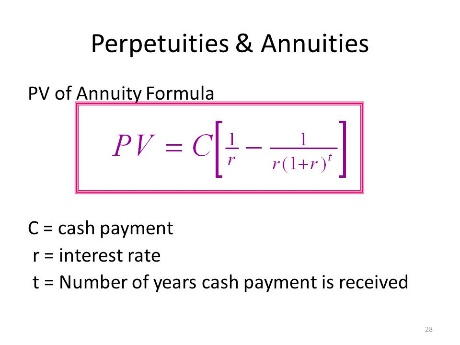 Perpetuities & Annuities
PV of Annuity Formula
PV = C[1/r − 1/r(1+r)^t]
C = cash payment
r = interest rate
t = Number of years cash payment is received
28